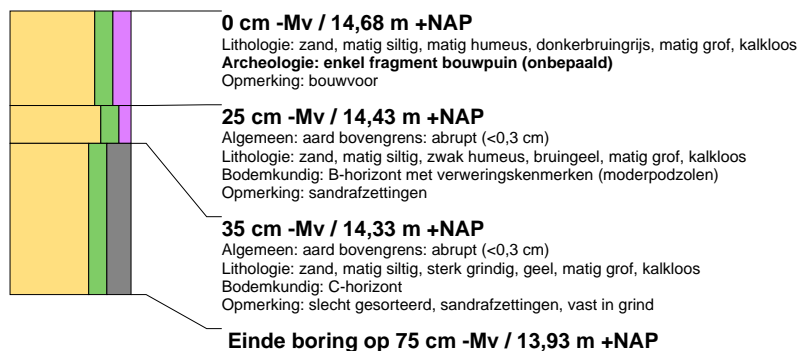 0 cm -Mv / 14,68 m +NAP
Lithologie: zand, matig siltig, matig humeus, donkerbruingrijs, matig grof, kalkloos
Archeologie: enkel fragment bouwpuin (onbepaald)
Opmerking: bouwvoor
25 cm -Mv / 14,43 m +NAP
Algemeen: aard bovengrens: abrupt (<0,3 cm)
Lithologie: zand, matig siltig, zwak humeus, bruingeel, matig grof, kalkloos
Bodemkundig: B-horizont met verweringskenmerken (moderpodzolen)
Opmerking: sandrafzettingen
35 cm -Mv / 14,33 m +NAP
Algemeen: aard bovengrens: abrupt (<0,3 cm)
Lithologie: zand, matig siltig, sterk grindig, geel, matig grof, kalkloos
Bodemkundig: C-horizont
Opmerking: slecht gesorteerd, sandrafzettingen, vast in grind
Einde boring op 75 cm -Mv / 13,93 m +NAP